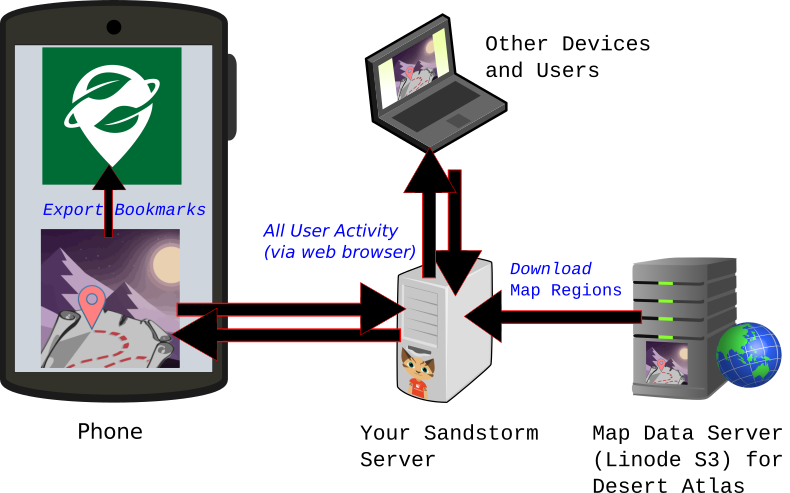 Other Devices
and Users
Export Bookmarks
All User Activity
(via web browser)
Download
Map Regions
Phone
Your Sandstorm
Server
Map Data Server
(Linode S3) for
Desert Atlas